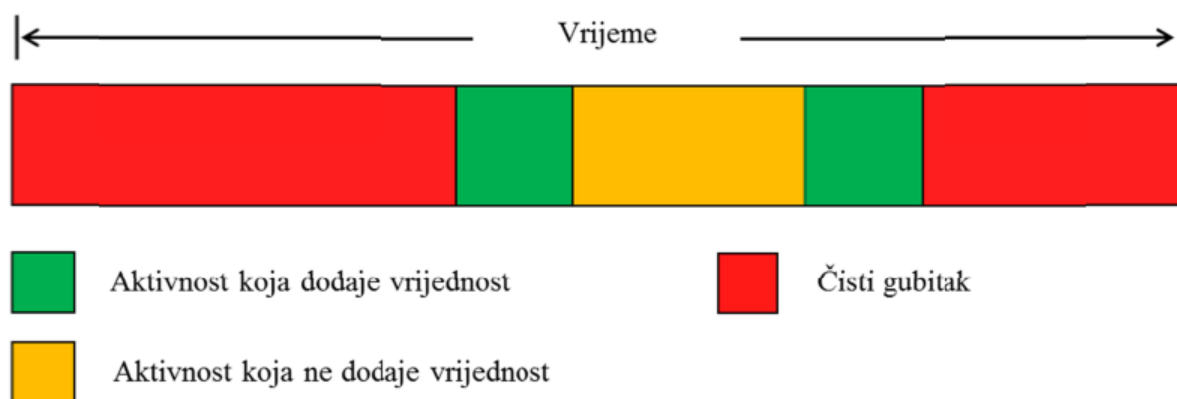 Vrijeme
Aktivnost koja dodaje vrijednost
Čisti gubitak
Aktivnost koja ne dodaje vrijednost